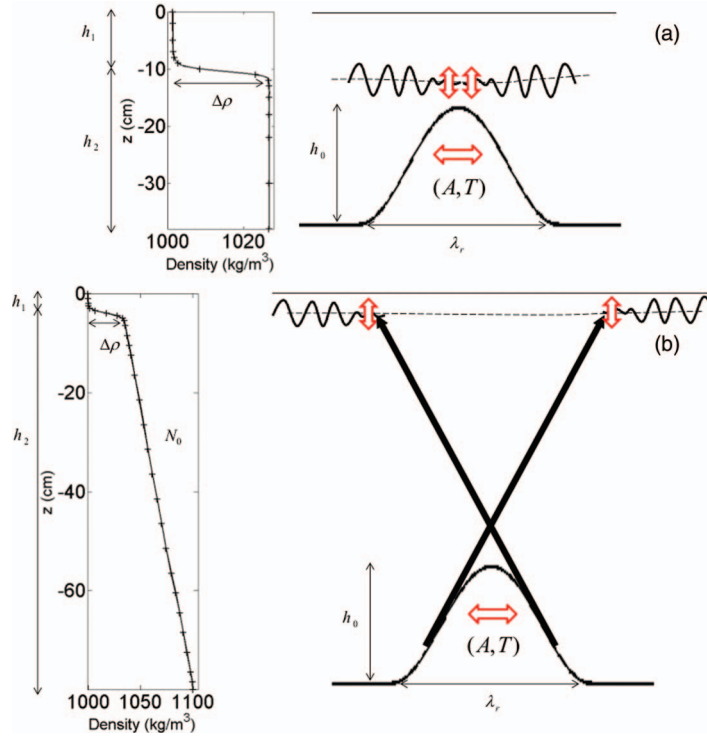 (a)
h₁
h₂
z (cm)
0
-10
-20
-30
Δρ
1000
1020
Density (kg/m³)
h₀
(A,T)
λᵣ
(b)
h₁
h₂
z (cm)
0
-20
-40
-60
Δρ
N₀
1000
1050
1100
Density (kg/m³)
h₀
(A,T)
λᵣ